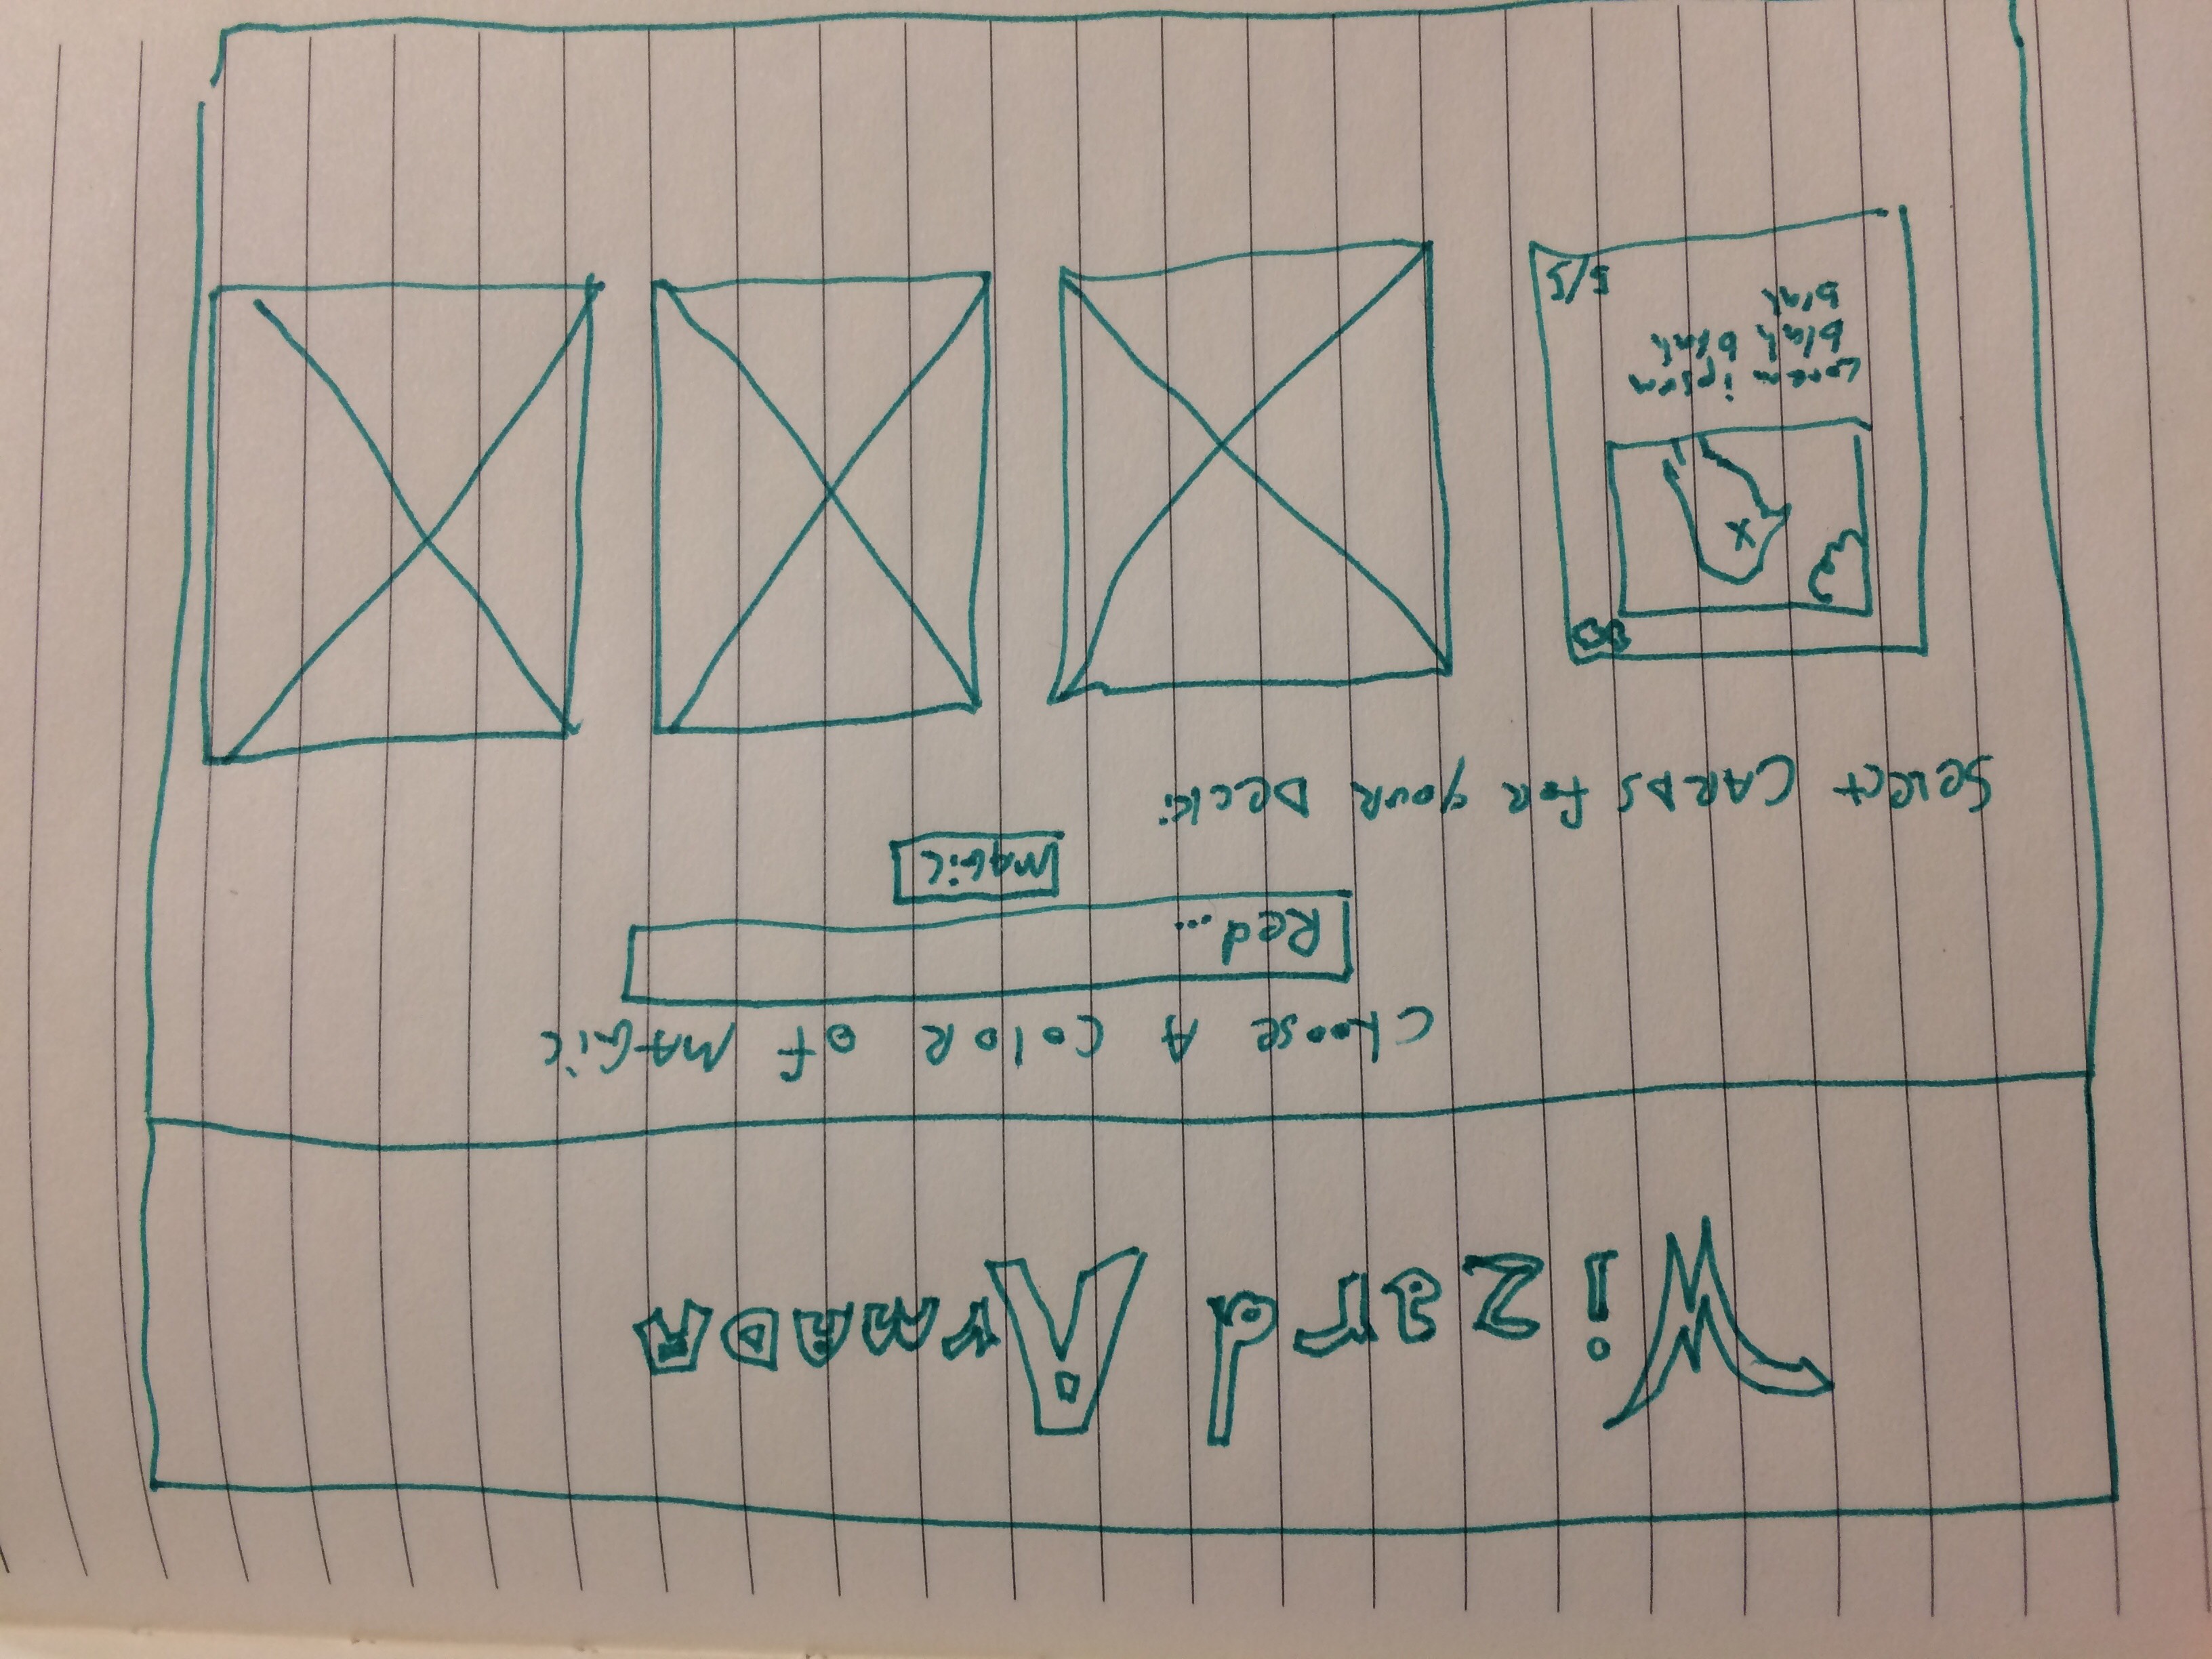 Wizard Armada
Choose A Color of Magic
Red...
MAGic
Select CARDS for your Deck:
Lorem ipsum
blah blah
blah
5/5